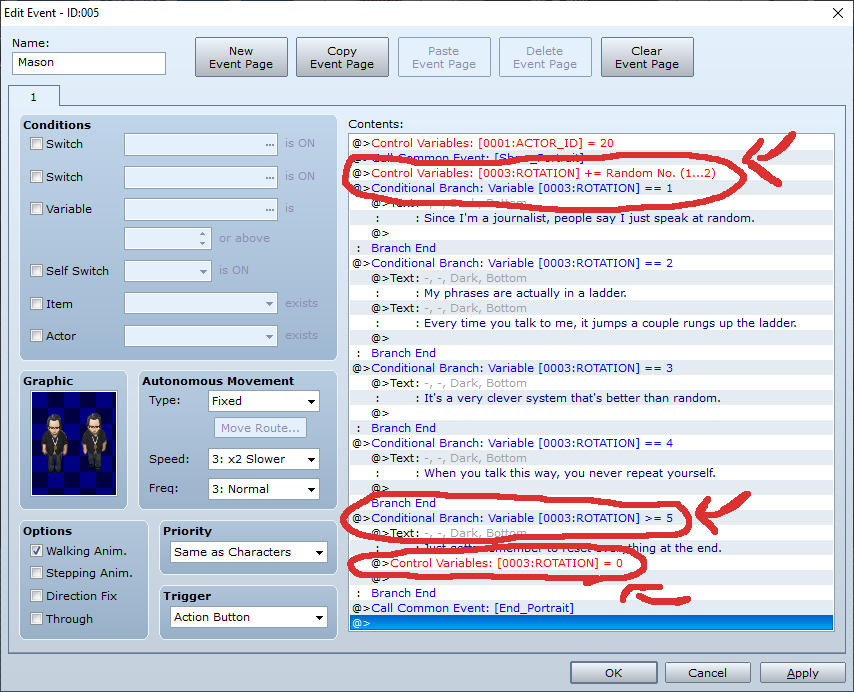 Edit Event - ID:005
Name:
Mason
New
Event Page
Copy
Event Page
Paste
Event Page
Delete
Event Page
Clear
Event Page
1
Conditions
Switch
... is ON
Switch
... is ON
Variable
... is
or above
Self Switch
is ON
Item
exists
Actor
exists
Graphic
Autonomous Movement
Type:
Fixed
Move Route...
Speed:
3: x2 Slower
Freq:
3: Normal
Options
Walking Anim.
Stepping Anim.
Direction Fix
Through
Priority
Same as Characters
Trigger
Action Button
Contents:
@>Control Variables: [0001:ACTOR_ID] = 20
@>Call Common Event: [Show_Portrait]
@>Control Variables: [0003:ROTATION] += Random No. (1...2)
@>Conditional Branch: Variable [0003:ROTATION] == 1
@>Text: -, -, Dark, Bottom
: : Since I'm a journalist, people say I just speak at random.
@>
: Branch End
@>Conditional Branch: Variable [0003:ROTATION] == 2
@>Text: -, -, Dark, Bottom
: : My phrases are actually in a ladder.
@>Text: -, -, Dark, Bottom
: : Every time you talk to me, it jumps a couple rungs up the ladder.
@>
: Branch End
@>Conditional Branch: Variable [0003:ROTATION] == 3
@>Text: -, -, Dark, Bottom
: : It's a very clever system that's better than random.
@>
: Branch End
@>Conditional Branch: Variable [0003:ROTATION] == 4
@>Text: -, -, Dark, Bottom
: : When you talk this way, you never repeat yourself.
@>
Branch End
@>Conditional Branch: Variable [0003:ROTATION] >= 5
@>Text: -, -, Dark, Bottom
: : Just gotta remember to reset everything at the end.
@>Control Variables: [0003:ROTATION] = 0
@>
: Branch End
@>Call Common Event: [End_Portrait]
@>
OK
Cancel
Apply